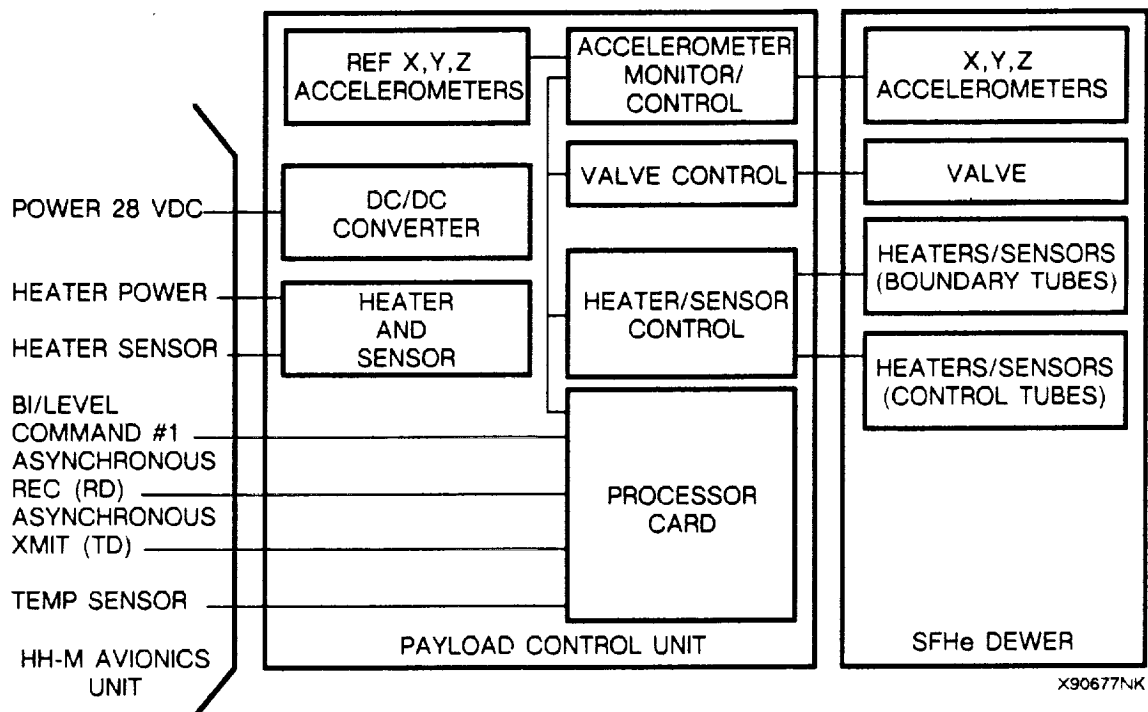 REF X,Y,Z
ACCELEROMETERS
ACCELEROMETER
MONITOR/
CONTROL
X,Y,Z
ACCELEROMETERS
VALVE CONTROL
VALVE
POWER 28 VDC
DC/DC
CONVERTER
HEATERS/SENSORS
(BOUNDARY TUBES)
HEATER POWER
HEATER SENSOR
HEATER
AND
SENSOR
HEATER/SENSOR
CONTROL
HEATERS/SENSORS
(CONTROL TUBES)
BI/LEVEL
COMMAND #1
ASYNCHRONOUS
REC (RD)
ASYNCHRONOUS
XMIT (TD)
TEMP SENSOR
PROCESSOR
CARD
HH-M AVIONICS
UNIT
PAYLOAD CONTROL UNIT
SFHe DEWER
X90677NK